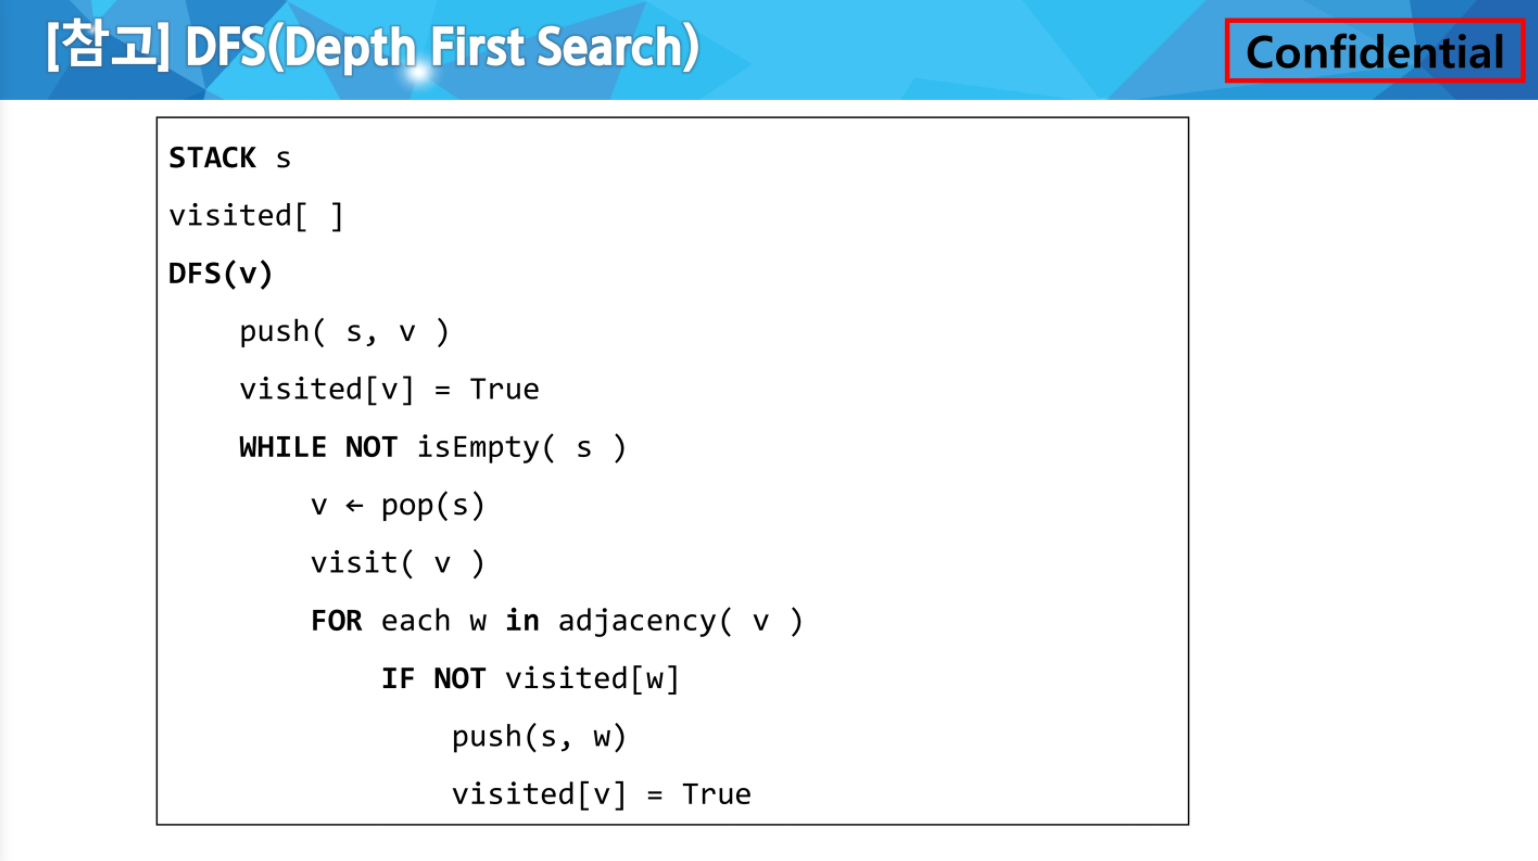 [참고] DFS(Depth First Search)
Confidential
STACK s
visited[ ]
DFS(v)
push( s, v )
visited[v] = True
WHILE NOT isEmpty( s )
v ← pop(s)
visit( v )
FOR each w in adjacency( v )
IF NOT visited[w]
push(s, w)
visited[v] = True